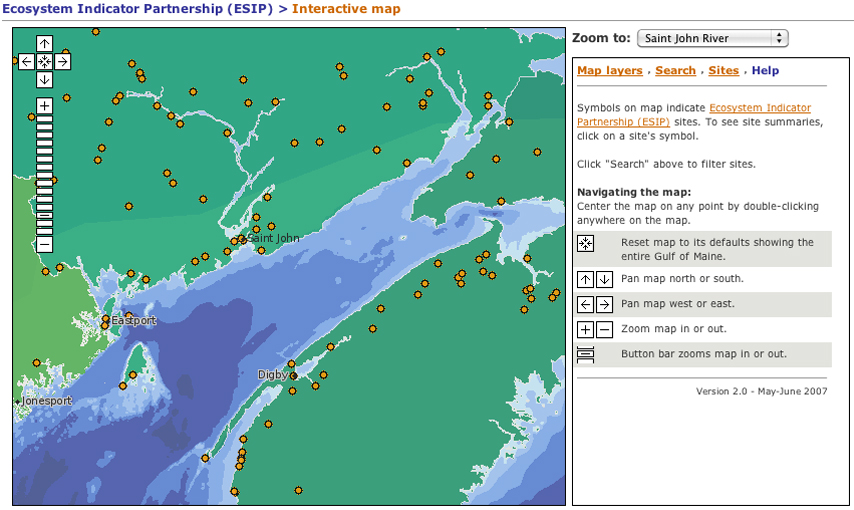 Ecosystem Indicator Partnership (ESIP) > Interactive map
Zoom to: Saint John River
Map layers , Search , Sites , Help
Symbols on map indicate Ecosystem Indicator
Partnership (ESIP) sites. To see site summaries,
click on a site's symbol.
Click "Search" above to filter sites.
Navigating the map:
Center the map on any point by double-clicking
anywhere on the map.
Reset map to its defaults showing the
entire Gulf of Maine.
Pan map north or south.
Pan map west or east.
Zoom map in or out.
Button bar zooms map in or out.
Version 2.0 - May-June 2007
Saint John
Eastport
Digby
Jonesport